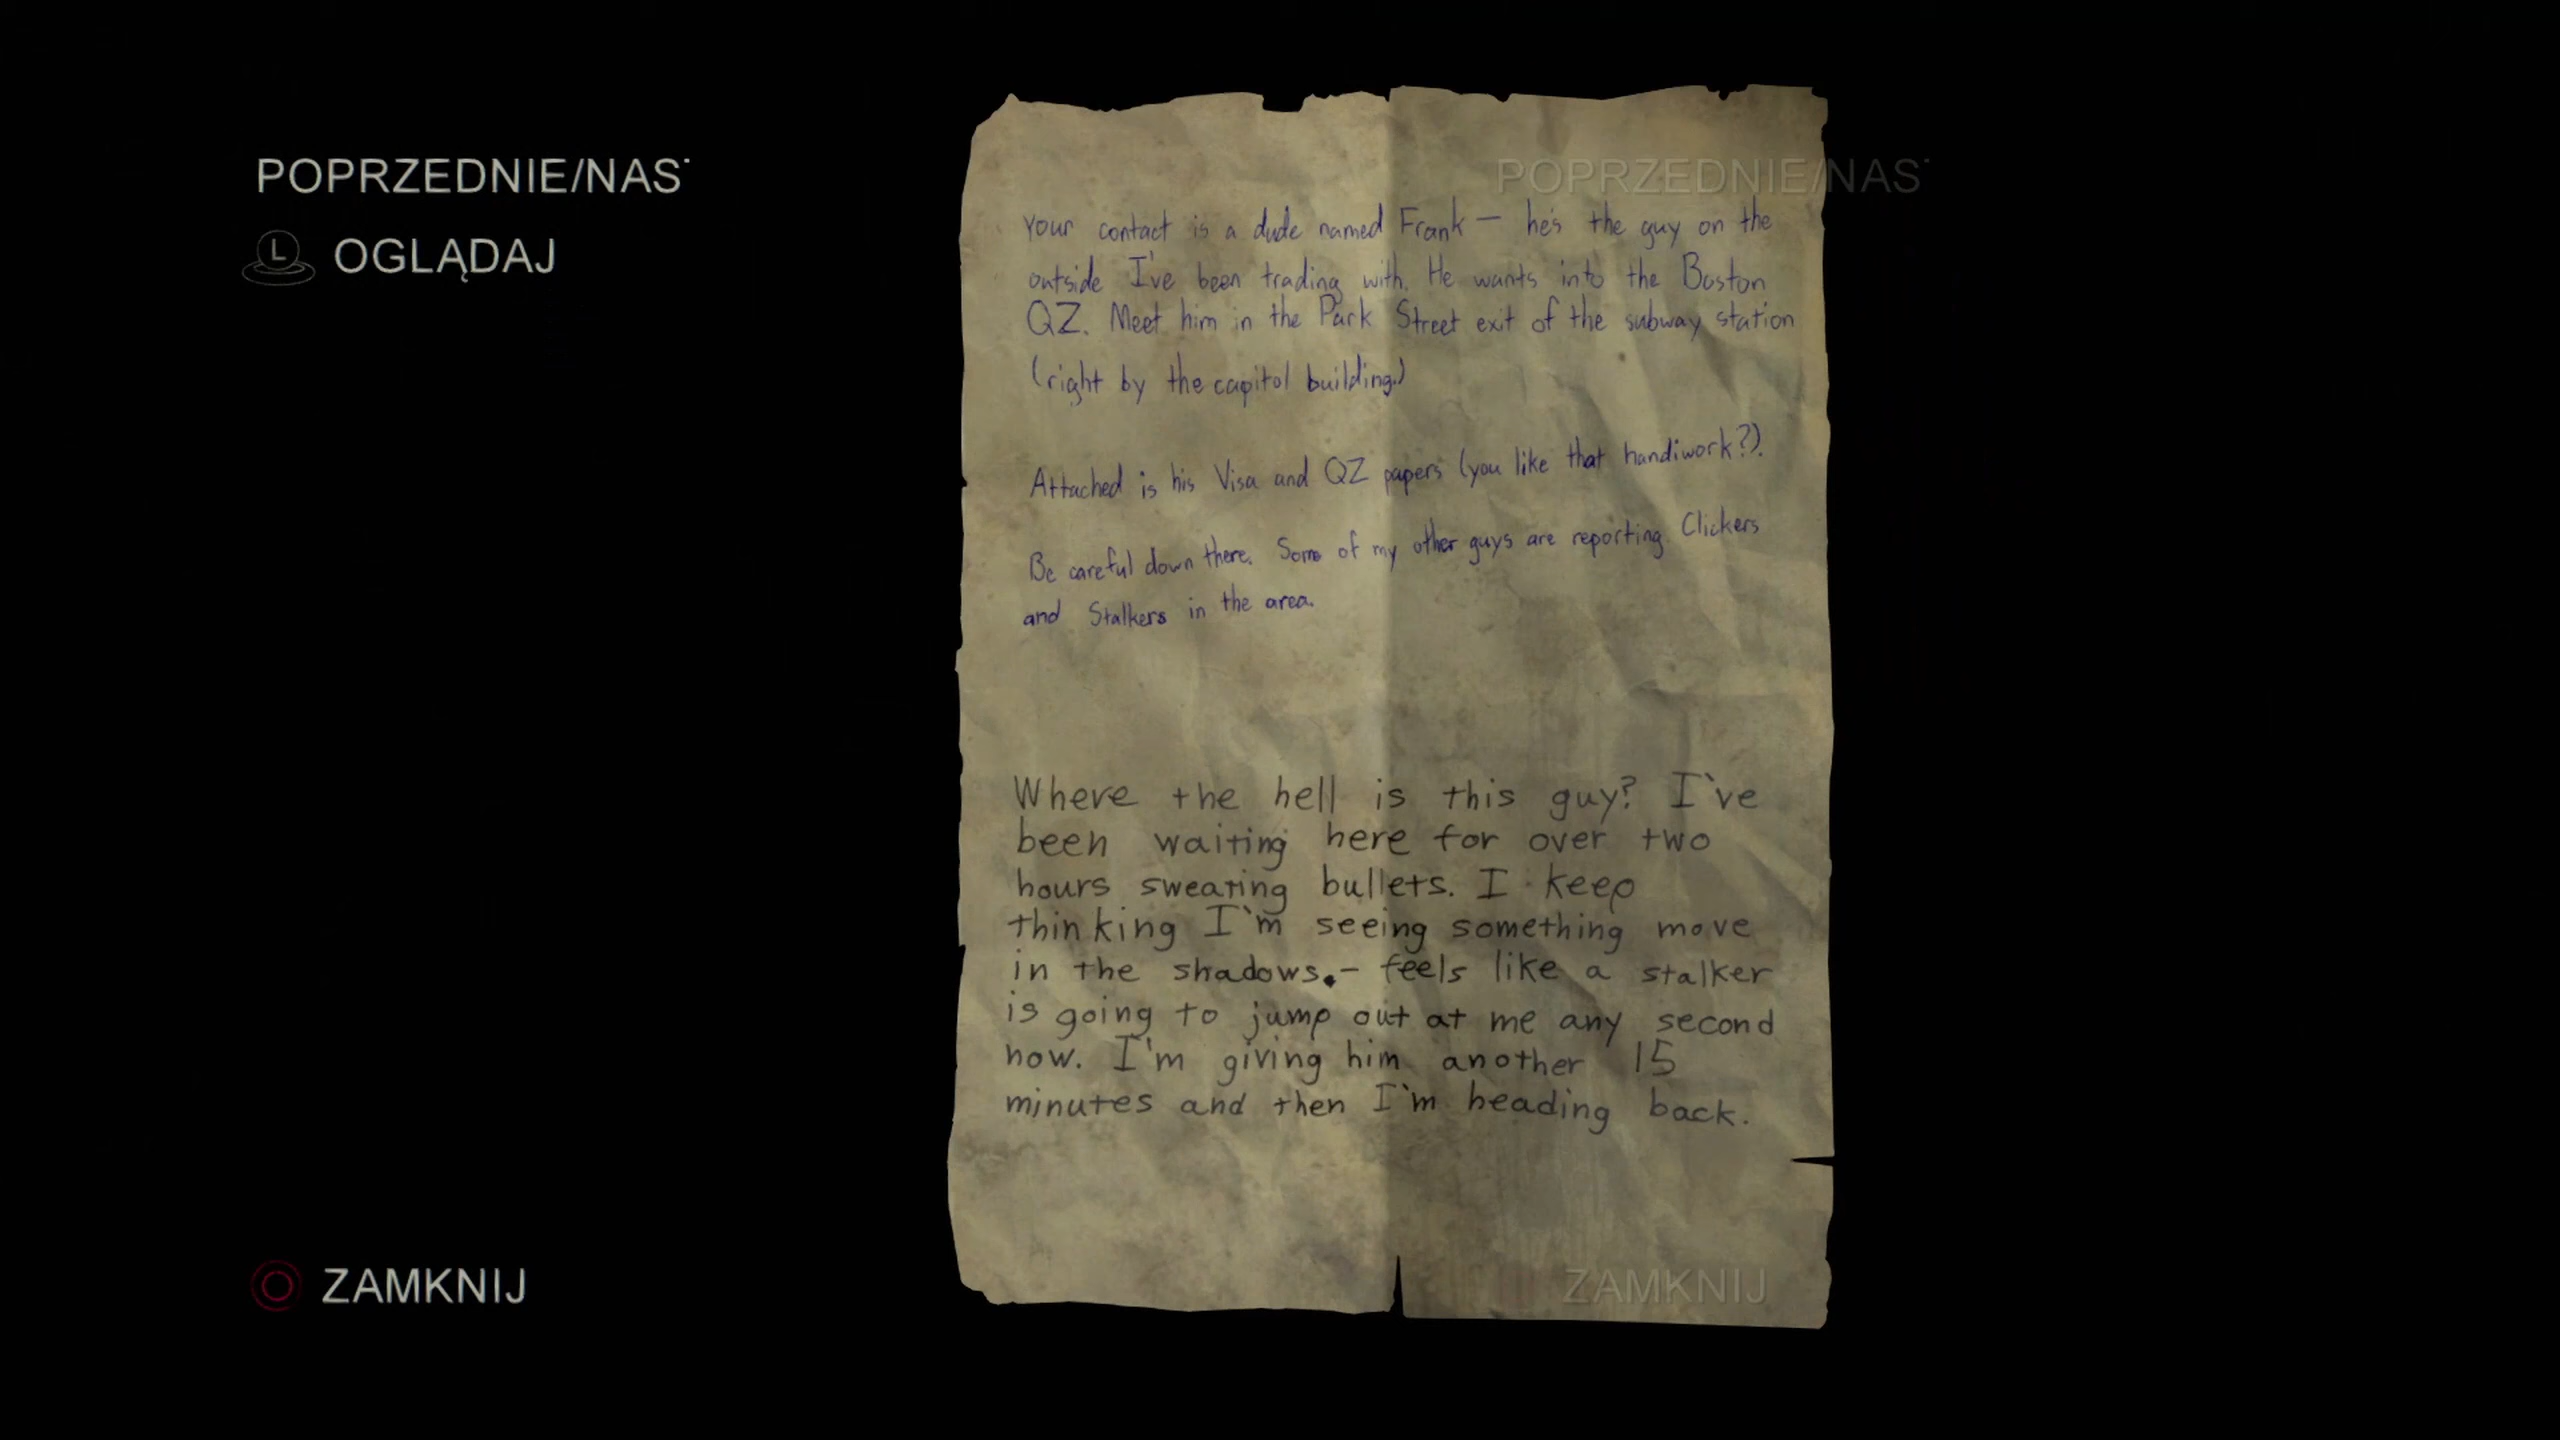 POPRZEDNIE/NAS
L OGLĄDAJ
POPRZEDNIE/NAS
Your contact is a dude named Frank — he's the guy on the
outside I've been trading with. He wants into the Boston
QZ. Meet him in the Park Street exit of the subway station
(right by the capitol building.)
Attached is his Visa and QZ papers (you like that handiwork?).
Be careful down there. Some of my other guys are reporting Clickers
and Stalkers in the area.
Where the hell is this guy? I've
been waiting here for over two
hours sweating bullets. I keep
thinking I'm seeing something move
in the shadows.- feels like a stalker
is going to jump out at me any second
now. I'm giving him another 15
minutes and then I'm heading back.
ZAMKNIJ
ZAMKNIJ